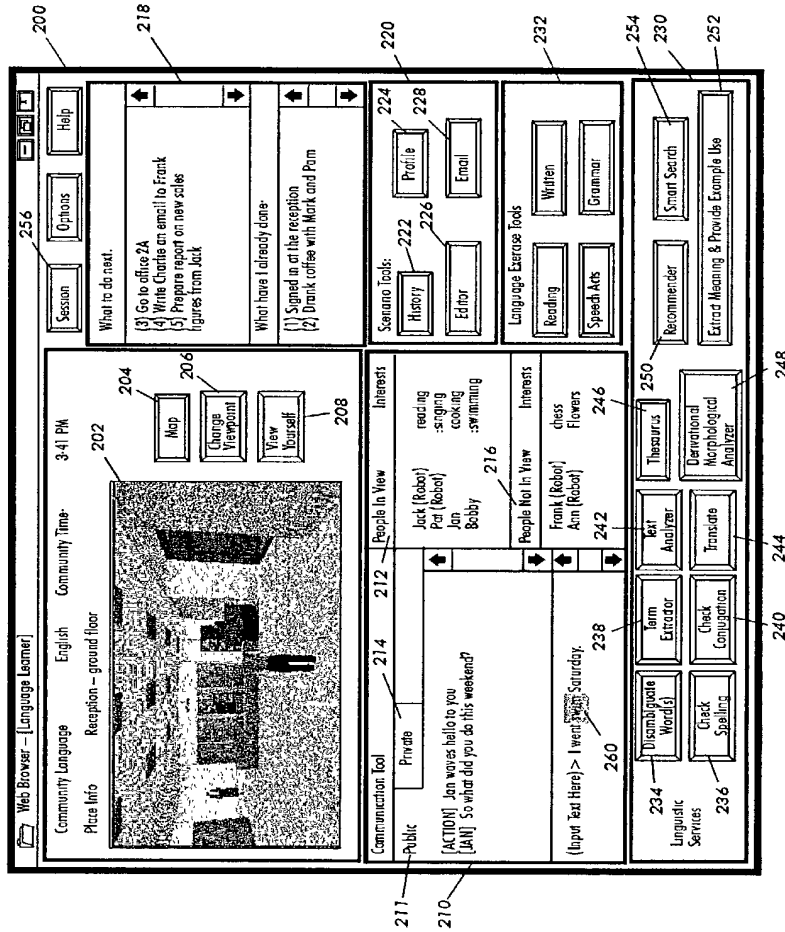 Web Browser – [Language Learner]
200
256
Session
Options
Help
Community Language
English
Community Time·
3·41 PM
Place Info
Reception – ground floor
202
Map
204
Change
Viewpoint
206
View
Yourself
208
What to do next.
218
(3) Go to office 2A
(4) Write Charlie an email to Frank
(5) Prepare report on new sales
figures from Jack
What have I already done·
(1) Signed in at the reception
(2) Drank coffee with Mark and Pam
Communication Tool
214
212
People In View
Interests
211
Public
Private
Jack (Robot)
reading
Pat (Robot)
:singing
Jan
cooking
Bobby
:swimming
210
[ACTION] Jan waves hello to you
[JAN] So what did you do this weekend?
216
People Not In View
Interests
Frank (Robot)
chess
Ann (Robot)
Flowers
(Input Text Here)> I went swim Saturday.
260
Scenario Tools:
220
222
History
Profile
224
226
Editor
Email
228
Language Exercise Tools
232
Reading
Written
Speech Acts
Grammar
Linguistic
Services
234
Disambiguate
Word(s)
238
Term
Extractor
242
Text
Analyzer
246
Thesaurus
250
Recommender
Smart Search
254
230
236
Check
Spelling
Check
Conjugation
240
Translate
244
Derivational
Morphological
Analyzer
248
Extract Meaning & Provide Example Use
252